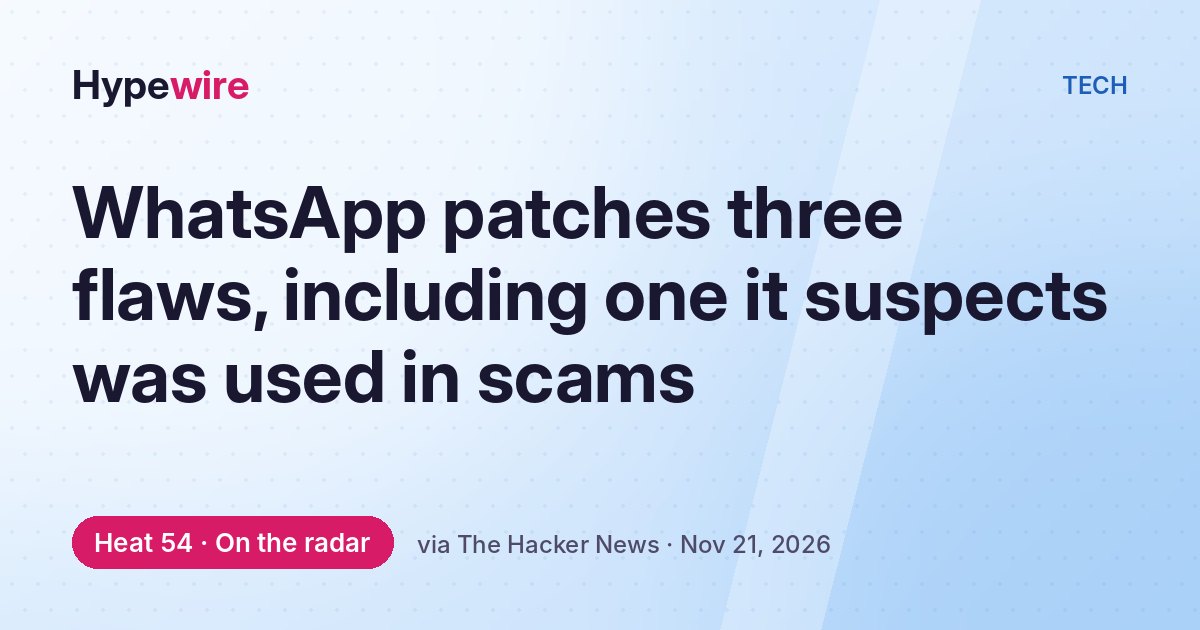 Hypewire
TECH
WhatsApp patches three
flaws, including one it suspects
was used in scams
Heat 54 · On the radar
via The Hacker News · Nov 21, 2026